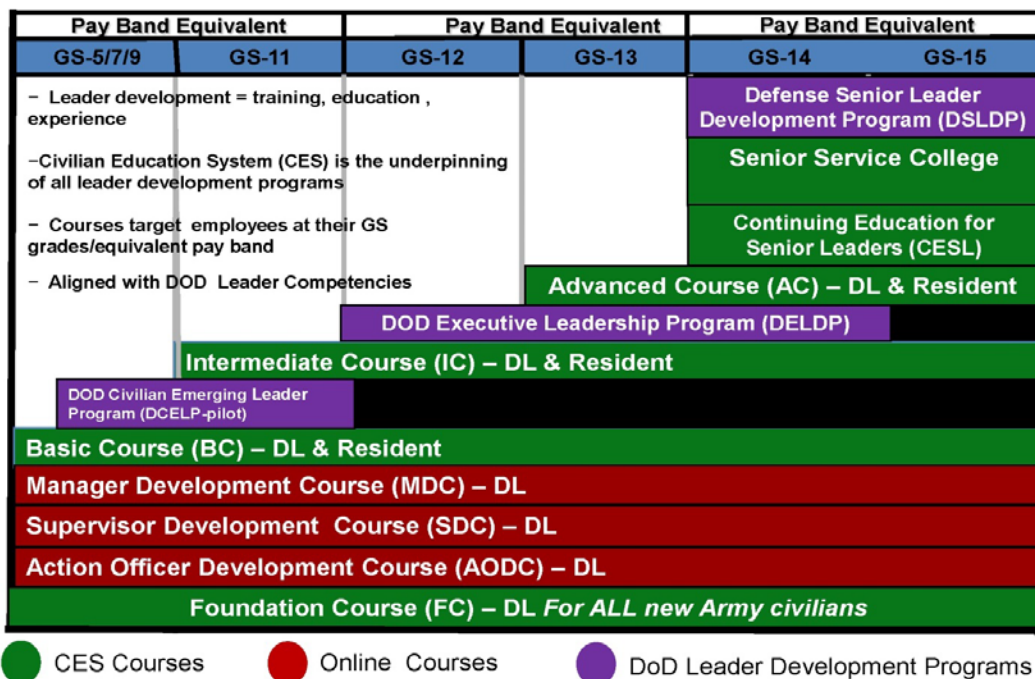 Pay Band Equivalent Pay Band Equivalent Pay Band Equivalent
GS-5/7/9 GS-11 GS-12 GS-13 GS-14 GS-15
– Leader development = training, education ,
experience
–Civilian Education System (CES) is the underpinning
of all leader development programs
– Courses target employees at their GS
grades/equivalent pay band
– Aligned with DOD Leader Competencies
Defense Senior Leader
Development Program (DSLDP)
Senior Service College
Continuing Education for
Senior Leaders (CESL)
Advanced Course (AC) – DL & Resident
DOD Executive Leadership Program (DELDP)
Intermediate Course (IC) – DL & Resident
DOD Civilian Emerging Leader
Program (DCELP-pilot)
Basic Course (BC) – DL & Resident
Manager Development Course (MDC) – DL
Supervisor Development Course (SDC) – DL
Action Officer Development Course (AODC) – DL
Foundation Course (FC) – DL For ALL new Army civilians
CES Courses Online Courses DoD Leader Development Programs